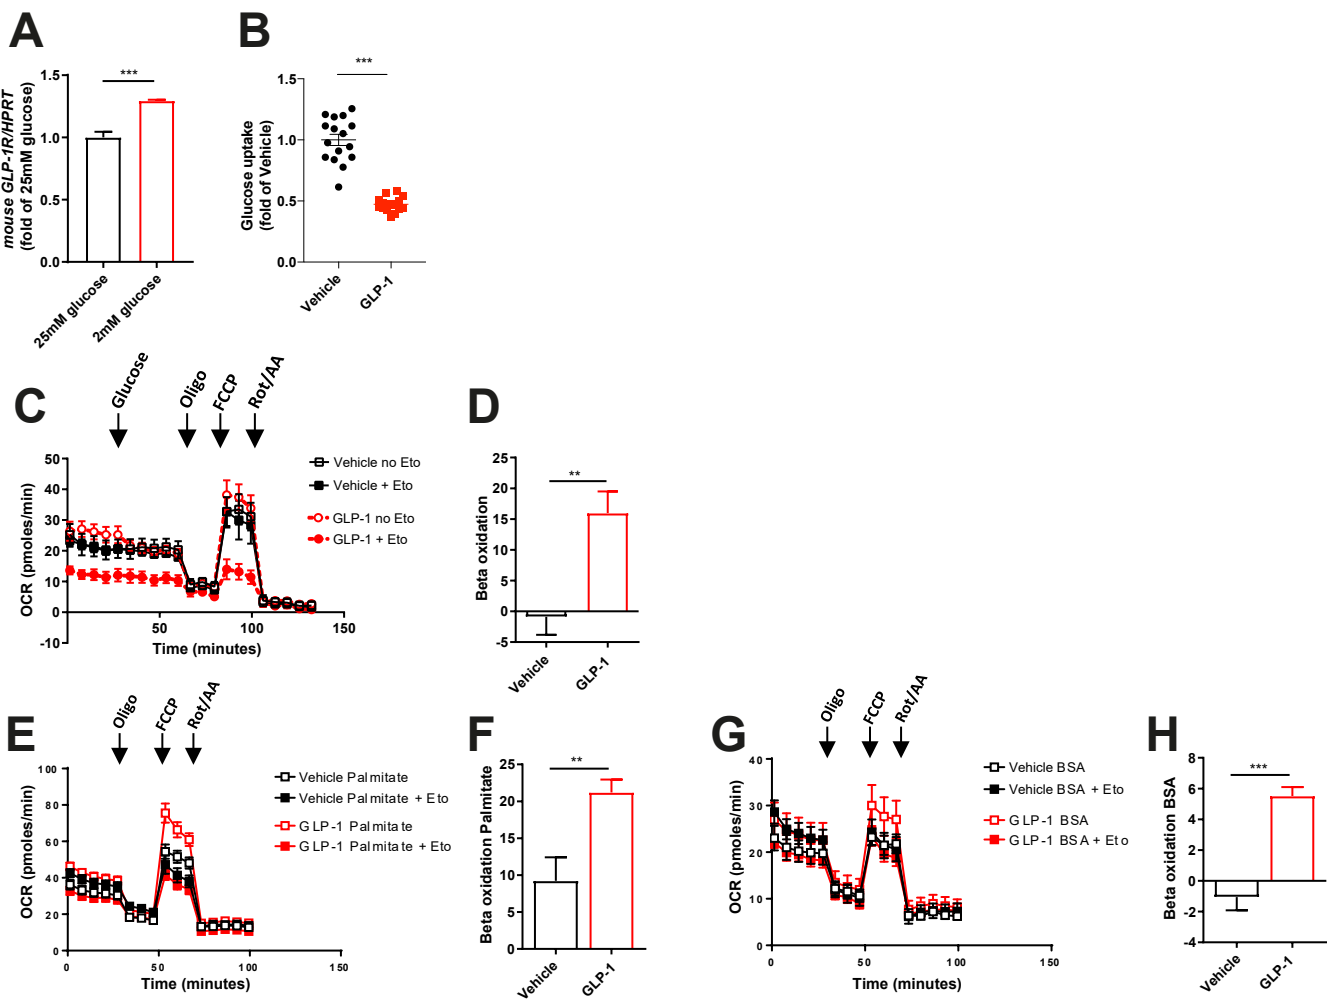 A
mouse GLP-1R/HPRT
(fold of 25mM glucose)
1.5
1.0
0.5
0.0
***
25mM glucose
2mM glucose
B
Glucose uptake
(fold of Vehicle)
1.5
1.0
0.5
0.0
***
Vehicle
GLP-1
C
Glucose
Oligo
FCCP
Rot/AA
OCR (pmoles/min)
50
40
30
20
10
0
-10
50
100
150
Time (minutes)
Vehicle no Eto
Vehicle + Eto
GLP-1 no Eto
GLP-1 + Eto
D
Beta oxidation
25
20
15
10
5
0
-5
**
Vehicle
GLP-1
E
Oligo
FCCP
Rot/AA
OCR (pmoles/min)
100
80
60
40
20
0
0
50
100
150
Time (minutes)
Vehicle Palmitate
Vehicle Palmitate + Eto
GLP-1 Palmitate
GLP-1 Palmitate + Eto
F
Beta oxidation Palmitate
25
20
15
10
5
0
**
Vehicle
GLP-1
G
Oligo
FCCP
Rot/AA
OCR (pmoles/min)
40
30
20
10
0
0
50
100
150
Time (minutes)
Vehicle BSA
Vehicle BSA + Eto
GLP-1 BSA
GLP-1 BSA + Eto
H
Beta oxidation BSA
8
6
4
2
0
-2
-4
***
Vehicle
GLP-1